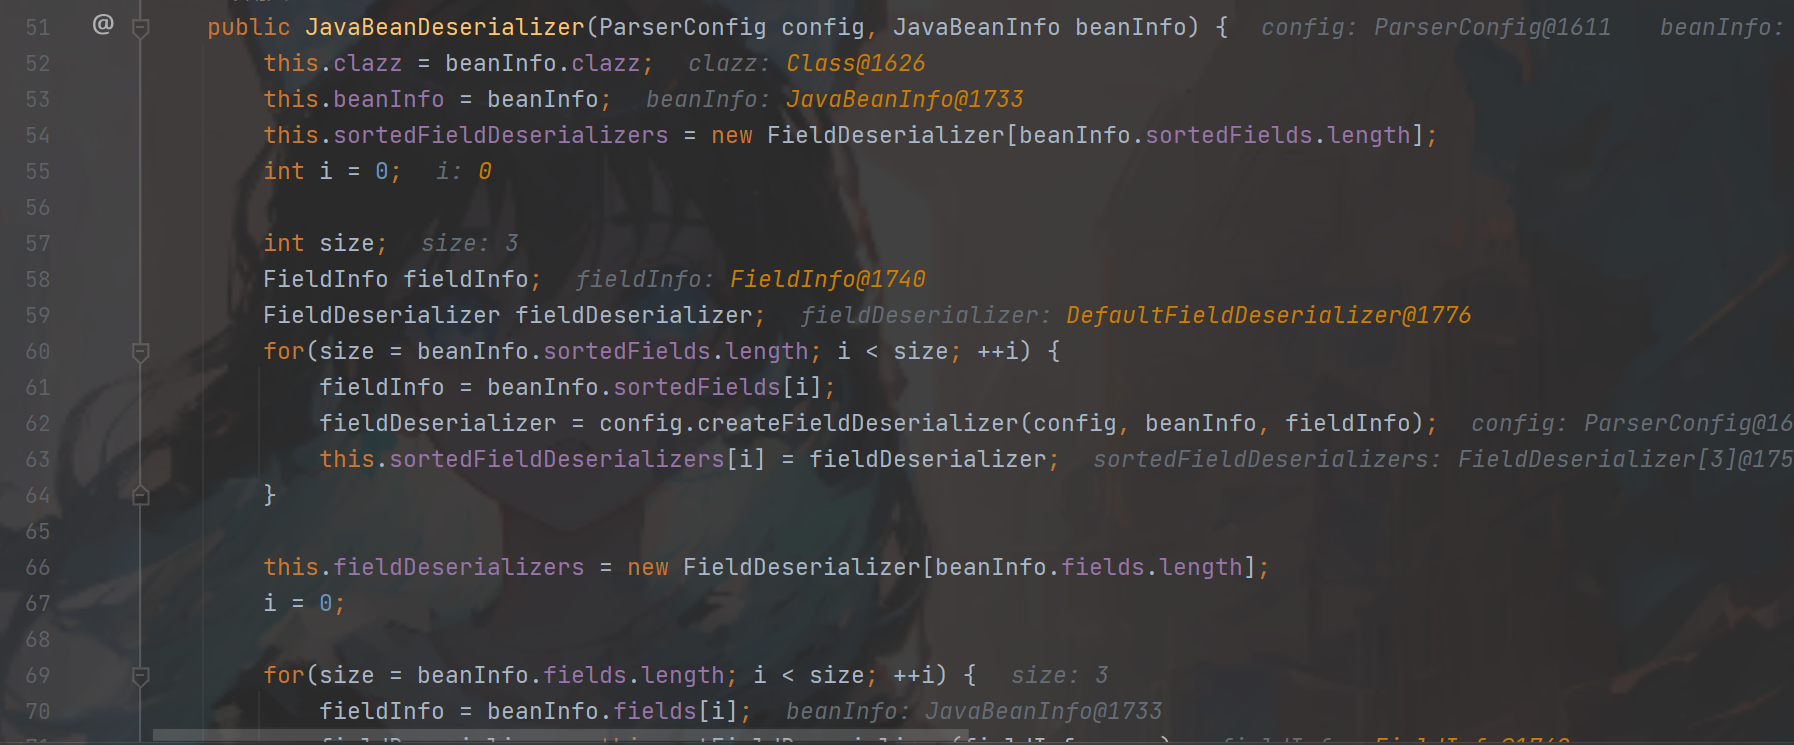 51 @ public JavaBeanDeserializer(ParserConfig config, JavaBeanInfo beanInfo) { config: ParserConfig@1611 beanInfo:
52 this.clazz = beanInfo.clazz; clazz: Class@1626
53 this.beanInfo = beanInfo; beanInfo: JavaBeanInfo@1733
54 this.sortedFieldDeserializers = new FieldDeserializer[beanInfo.sortedFields.length];
55 int i = 0; i: 0
56
57 int size; size: 3
58 FieldInfo fieldInfo; fieldInfo: FieldInfo@1740
59 FieldDeserializer fieldDeserializer; fieldDeserializer: DefaultFieldDeserializer@1776
60 for(size = beanInfo.sortedFields.length; i < size; ++i) {
61 fieldInfo = beanInfo.sortedFields[i];
62 fieldDeserializer = config.createFieldDeserializer(config, beanInfo, fieldInfo); config: ParserConfig@16
63 this.sortedFieldDeserializers[i] = fieldDeserializer; sortedFieldDeserializers: FieldDeserializer[3]@175
64 }
65
66 this.fieldDeserializers = new FieldDeserializer[beanInfo.fields.length];
67 i = 0;
68
69 for(size = beanInfo.fields.length; i < size; ++i) { size: 3
70 fieldInfo = beanInfo.fields[i]; beanInfo: JavaBeanInfo@1733